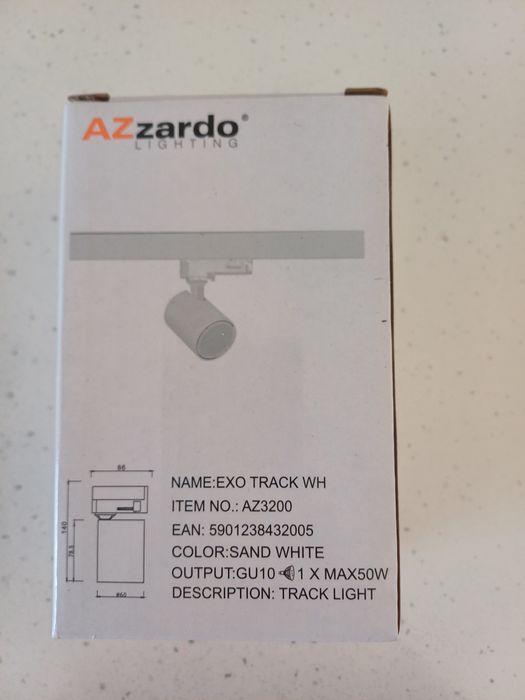 AZzardo®
LIGHTING
86
140
78.5
ø60
NAME:EXO TRACK WH
ITEM NO.: AZ3200
EAN: 5901238432005
COLOR:SAND WHITE
OUTPUT:GU10 1 X MAX50W
DESCRIPTION: TRACK LIGHT